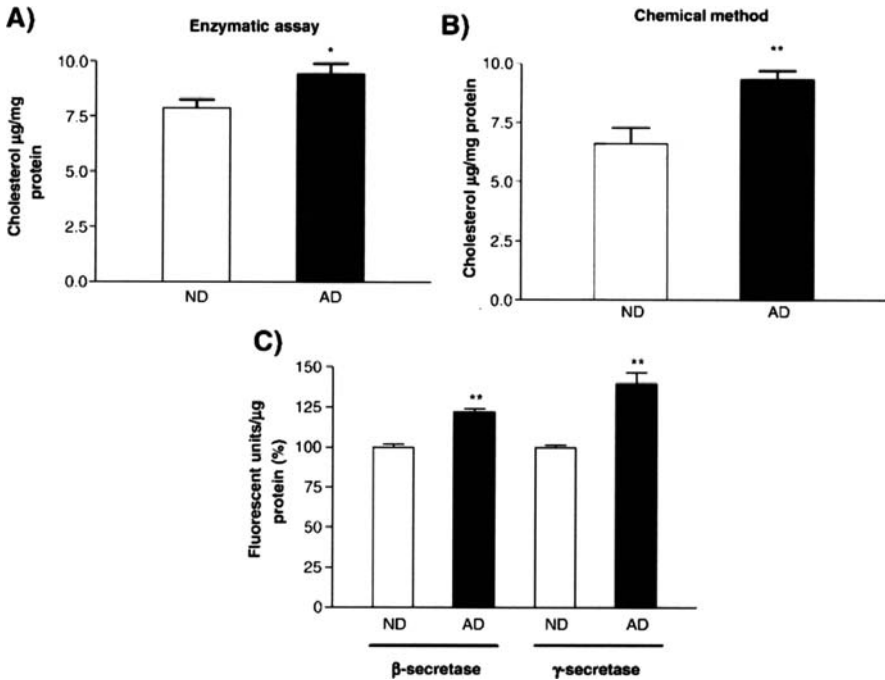 A)
Enzymatic assay
Cholesterol µg/mg
protein
10.0
7.5
5.0
2.5
0.0
*
ND
AD
B)
Chemical method
Cholesterol µg/mg protein
10.0
7.5
5.0
2.5
0.0
**
ND
AD
C)
Fluorescent units/µg
protein (%)
150
125
100
75
50
25
0
**
**
ND
AD
ND
AD
β-secretase
γ-secretase